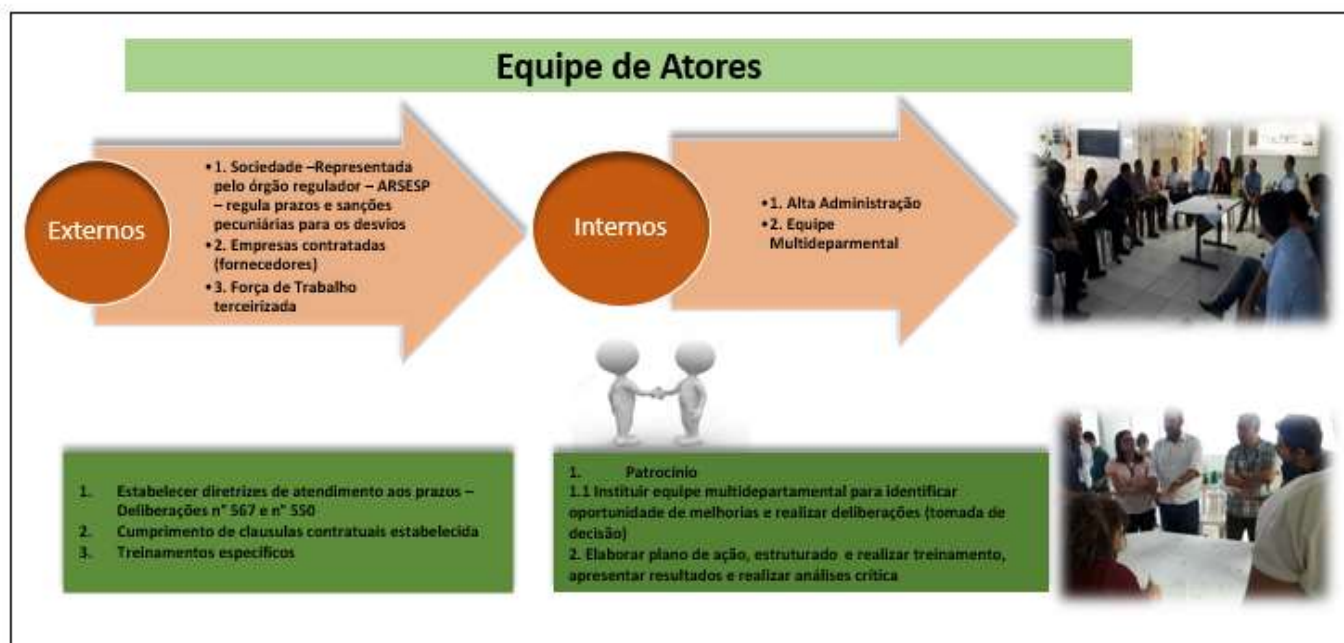 Equipe de Atores
Externos
•1. Sociedade –Representada
pelo órgão regulador – ARSESP
– regula prazos e sanções
pecuniárias para os desvios
•2. Empresas contratadas
(fornecedores)
•3. Força de Trabalho
terceirizada
Internos
•1. Alta Administração
•2. Equipe
Multideparmental
1. Estabelecer diretrizes de atendimento aos prazos –
Deliberações n° 567 e n° 550
2. Cumprimento de clausulas contratuais estabelecida
3. Treinamentos específicos
1. Patrocínio
1.1 Instituir equipe multidepartamental para identificar
oportunidade de melhorias e realizar deliberações (tomada de
decisão)
2. Elaborar plano de ação, estruturado e realizar treinamento,
apresentar resultados e realizar análises crítica